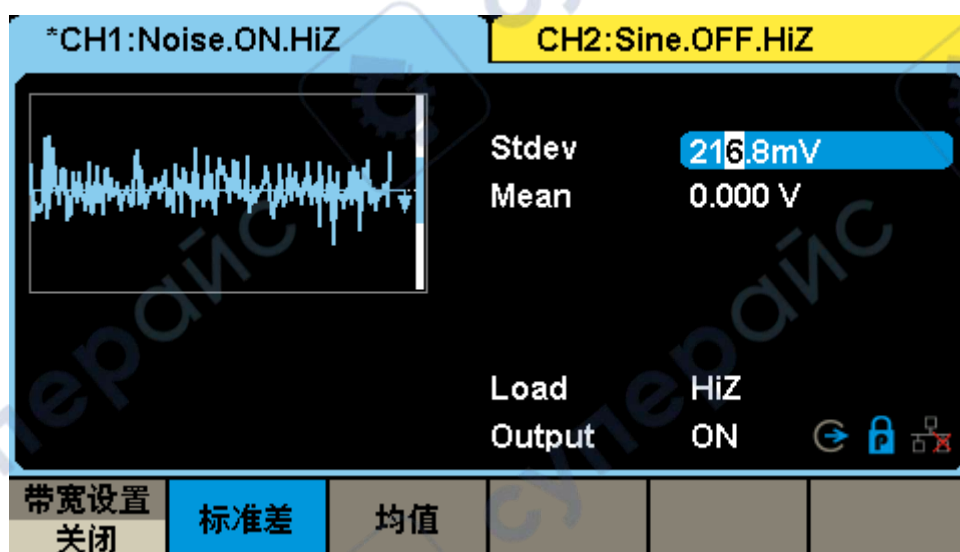 *CH1:Noise.ON.HiZ
CH2:Sine.OFF.HiZ
Stdev 216.8mV
Mean 0.000 V
Load HiZ
Output ON
带宽设置
关闭
标准差
均值
суперайс